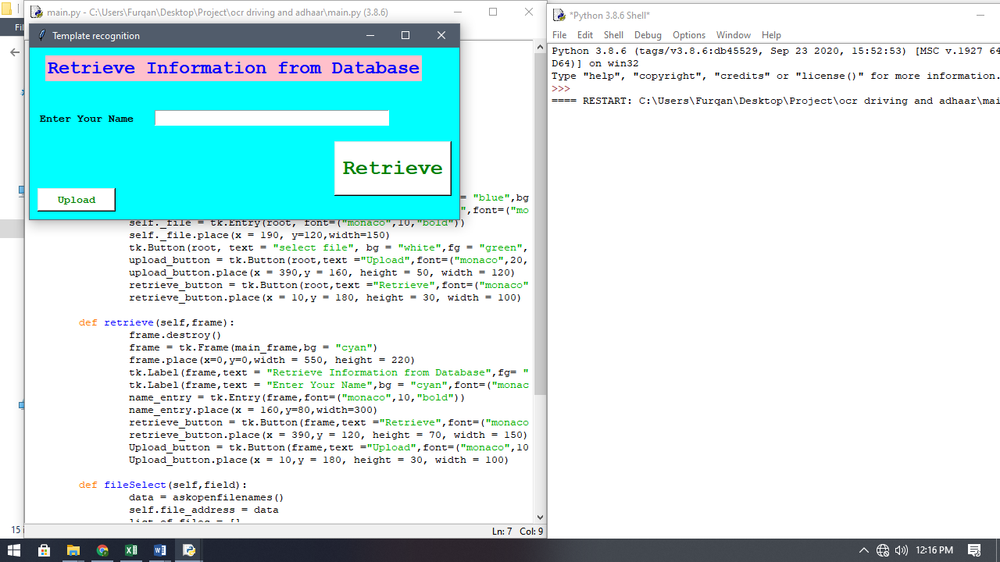 main.py - C:\Users\Furqan\Desktop\Project\ocr driving and adhaar\main.py (3.8.6)
Fi
Template recognition
Retrieve Information from Database
Enter Your Name
Retrieve
Upload
= "blue",bg
",font=("mo
self._file = tk.Entry(root, font=("monaco",10,"bold"))
self._file.place(x = 190, y=120,width=150)
tk.Button(root, text = "select file", bg = "white",fg = "green",
upload_button = tk.Button(root,text ="Upload",font=("monaco",20,
upload_button.place(x = 390,y = 160, height = 50, width = 120)
retrieve_button = tk.Button(root,text ="Retrieve",font=("monaco"
retrieve_button.place(x = 10,y = 180, height = 30, width = 100)
def retrieve(self,frame):
frame.destroy()
frame = tk.Frame(main_frame,bg = "cyan")
frame.place(x=0,y=0,width = 550, height = 220)
tk.Label(frame,text = "Retrieve Information from Database",fg= "
tk.Label(frame,text = "Enter Your Name",bg = "cyan",font=("monac
name_entry = tk.Entry(frame,font=("monaco",10,"bold"))
name_entry.place(x = 160,y=80,width=300)
retrieve_button = tk.Button(frame,text ="Retrieve",font=("monaco
retrieve_button.place(x = 390,y = 120, height = 70, width = 150)
Upload_button = tk.Button(frame,text ="Upload",font=("monaco",10
Upload_button.place(x = 10,y = 180, height = 30, width = 100)
def fileSelect(self,field):
data = askopenfilenames()
self.file_address = data
list of files = []
15 i
Ln: 7 Col: 9
*Python 3.8.6 Shell*
File Edit Shell Debug Options Window Help
Python 3.8.6 (tags/v3.8.6:db45529, Sep 23 2020, 15:52:53) [MSC v.1927 64
D64)] on win32
Type "help", "copyright", "credits" or "license()" for more information.
>>>
==== RESTART: C:\Users\Furqan\Desktop\Project\ocr driving and adhaar\mai
12:16 PM